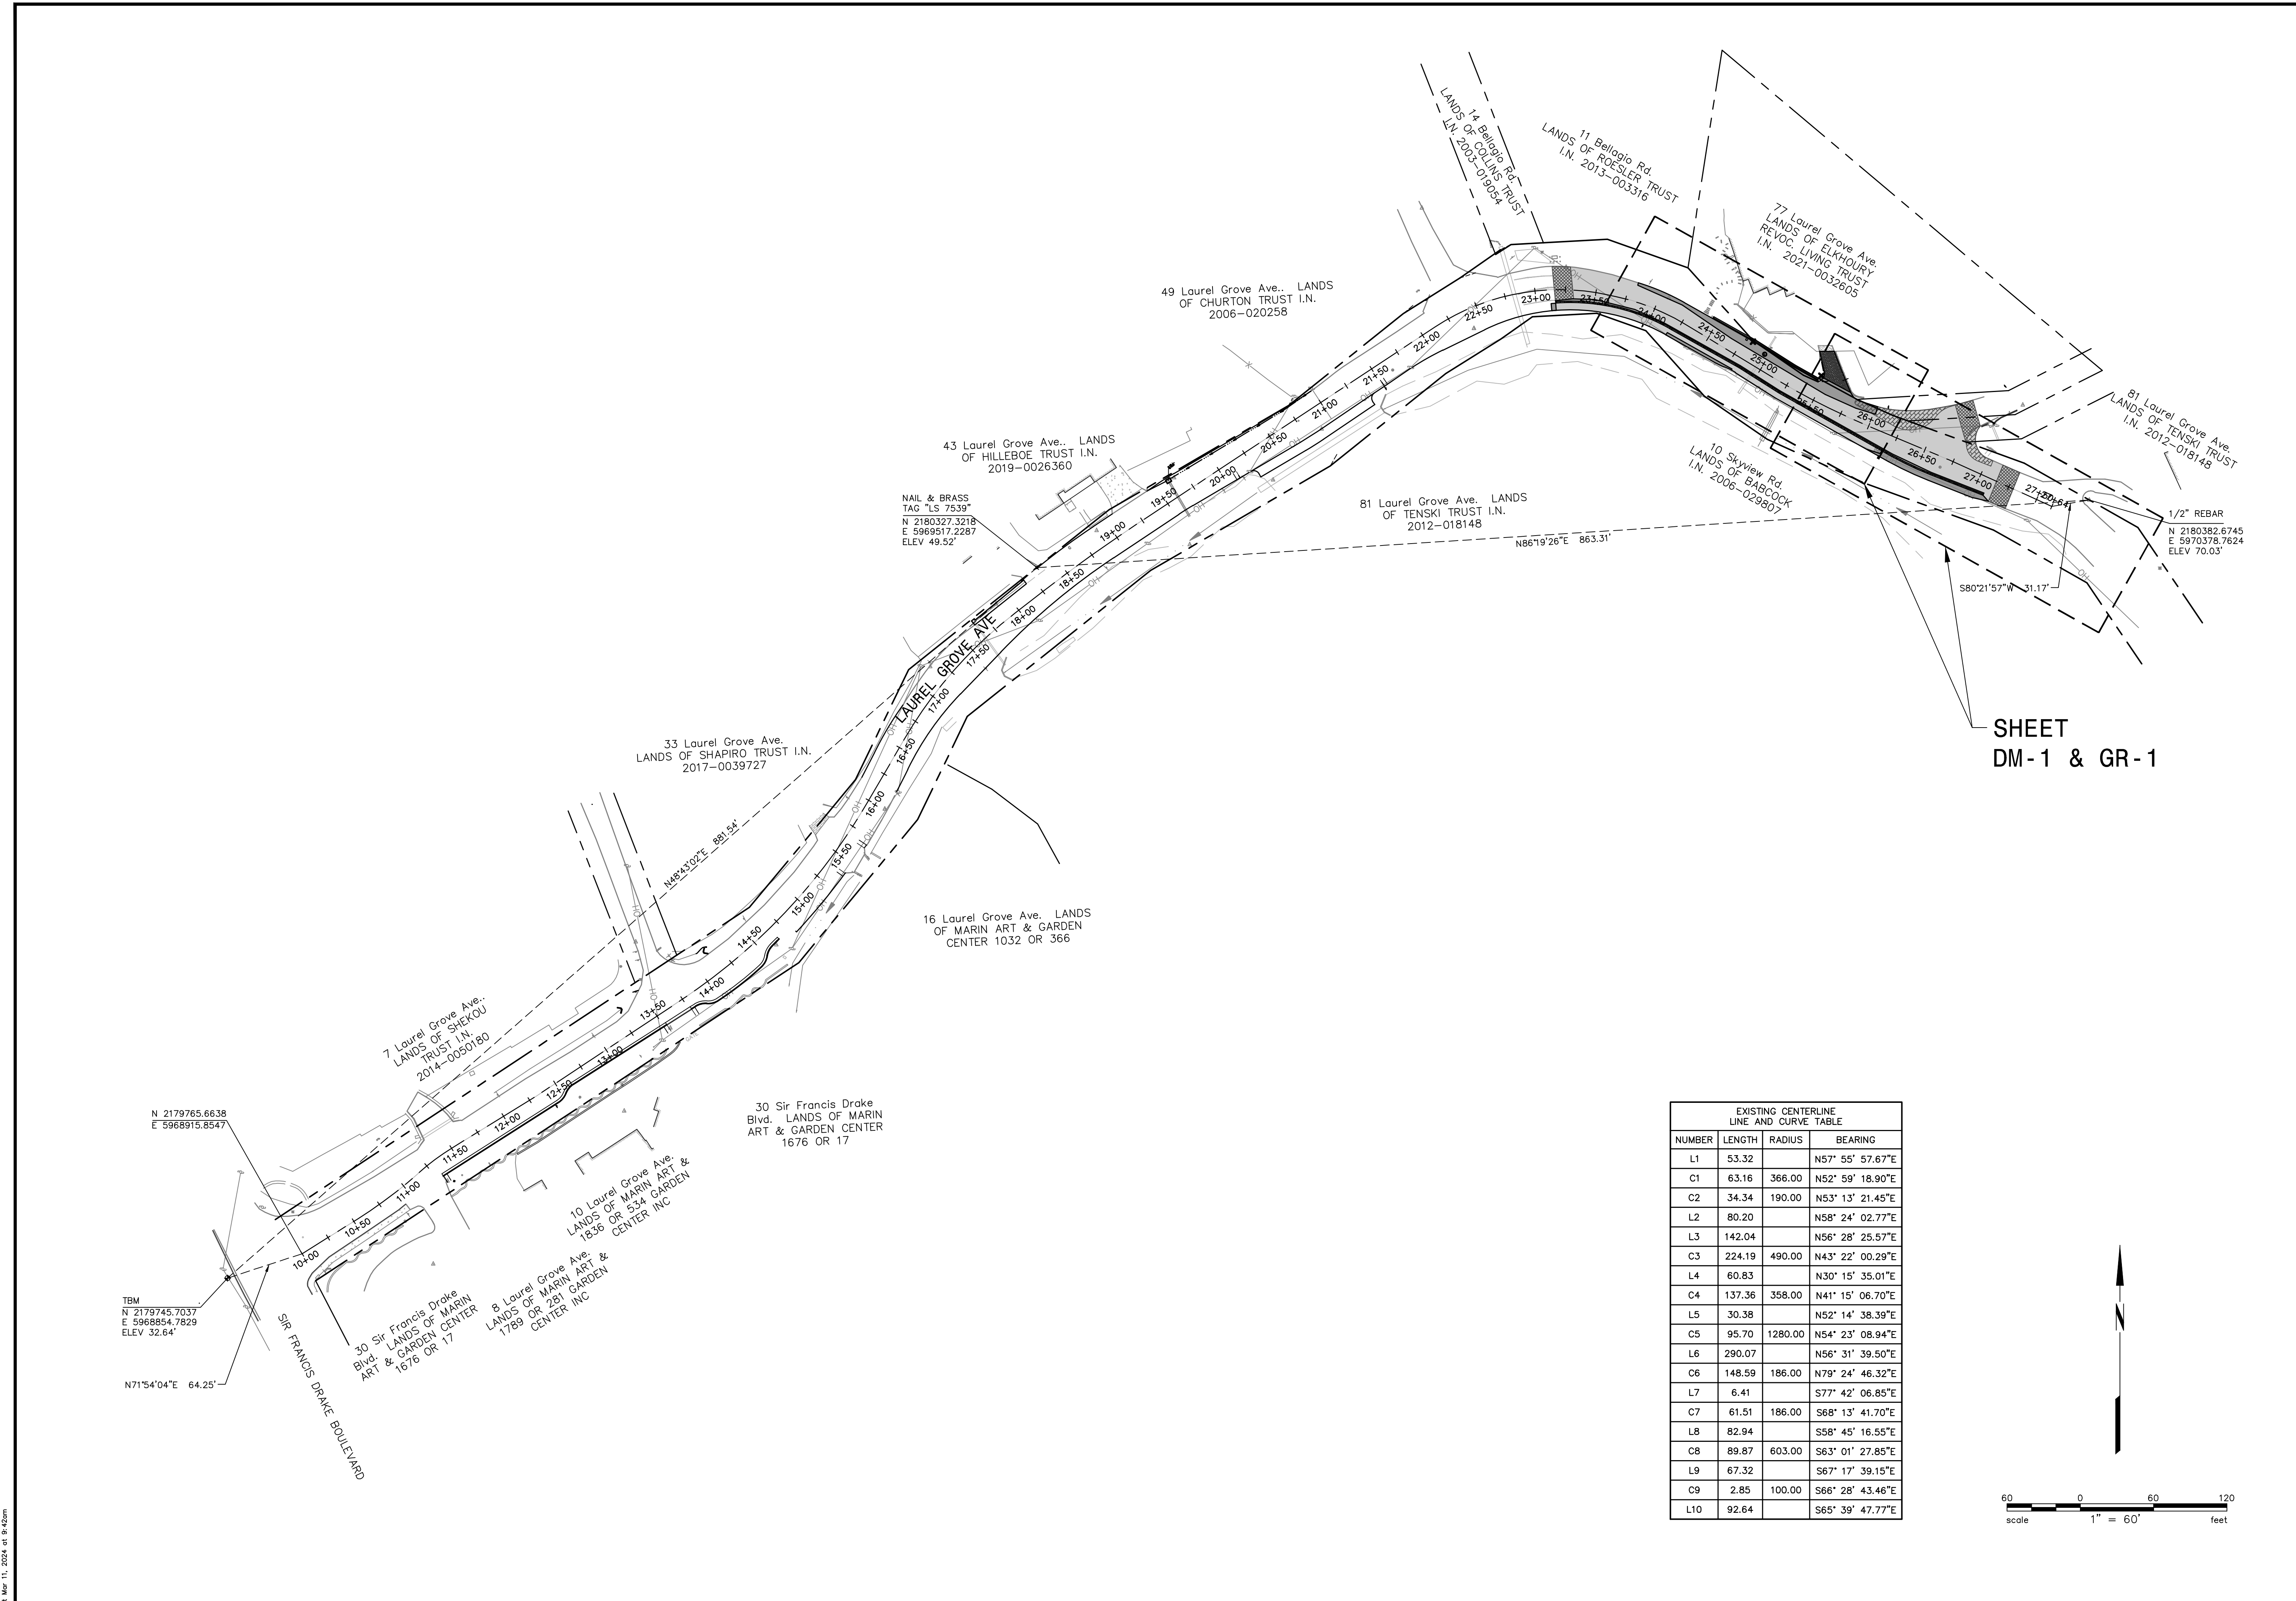 14 Bellagio Rd.
LANDS OF COLLINS TRUST
I.N. 2003-019054
11 Bellagio Rd.
LANDS OF ROESLER TRUST
I.N. 2013-003316
77 Laurel Grove Ave.
LANDS OF ELKHOURY
REVOC. LIVING TRUST
I.N. 2021-0032605
49 Laurel Grove Ave.. LANDS
OF CHURTON TRUST I.N.
2006-020258
43 Laurel Grove Ave.. LANDS
OF HILLEBOE TRUST I.N.
2019-0026360
NAIL & BRASS
TAG "LS 7539"
N 2180327.3218
E 5969517.2287
ELEV 49.52'
81 Laurel Grove Ave. LANDS
OF TENSKI TRUST I.N.
2012-018148
N86°19'26"E 863.31'
10 Skyview Rd.
LANDS OF BABCOCK
I.N. 2006-029807
81 Laurel Grove Ave.
LANDS OF TENSKI TRUST
I.N. 2012-018148
1/2" REBAR
N 2180382.6745
E 5970378.7624
ELEV 70.03'
S80°21'57"W 31.17'
SHEET
DM-1 & GR-1
LAUREL GROVE AVE
33 Laurel Grove Ave.
LANDS OF SHAPIRO TRUST I.N.
2017-0039727
N48°43'02"E 881.54'
16 Laurel Grove Ave. LANDS
OF MARIN ART & GARDEN
CENTER 1032 OR 366
7 Laurel Grove Ave..
LANDS OF SHEKOU
TRUST I.N.
2014-0050180
30 Sir Francis Drake
Blvd. LANDS OF MARIN
ART & GARDEN CENTER
1676 OR 17
10 Laurel Grove Ave.
LANDS OF MARIN ART &
1836 OR 534 GARDEN
CENTER INC
8 Laurel Grove Ave.
LANDS OF MARIN ART &
1789 OR 281 GARDEN
CENTER INC
30 Sir Francis Drake
Blvd. LANDS OF MARIN
ART & GARDEN CENTER
1676 OR 17
N 2179765.6638
E 5968915.8547
TBM
N 2179745.7037
E 5968854.7829
ELEV 32.64'
N71°54'04"E 64.25'
SIR FRANCIS DRAKE BOULEVARD
10+00
10+50
11+00
11+50
12+00
12+50
13+00
13+50
14+00
14+50
15+00
15+50
16+00
16+50
17+00
17+50
18+00
18+50
19+00
19+50
20+00
20+50
21+00
21+50
22+00
22+50
23+00
23+50
24+00
24+50
25+00
25+50
26+00
26+50
27+00
EXISTING CENTERLINE
LINE AND CURVE TABLE
NUMBER LENGTH RADIUS BEARING
L1 53.32 N57° 55' 57.67"E
C1 63.16 366.00 N52° 59' 18.90"E
C2 34.34 190.00 N53° 13' 21.45"E
L2 80.20 N58° 24' 02.77"E
L3 142.04 N56° 28' 25.57"E
C3 224.19 490.00 N43° 22' 00.29"E
L4 60.83 N30° 15' 35.01"E
C4 137.36 358.00 N41° 15' 06.70"E
L5 30.38 N52° 14' 38.39"E
C5 95.70 1280.00 N54° 23' 08.94"E
L6 290.07 N56° 31' 39.50"E
C6 148.59 186.00 N79° 24' 46.32"E
L7 6.41 S77° 42' 06.85"E
C7 61.51 186.00 S68° 13' 41.70"E
L8 82.94 S58° 45' 16.55"E
C8 89.87 603.00 S63° 01' 27.85"E
L9 67.32 S67° 17' 39.15"E
C9 2.85 100.00 S66° 28' 43.46"E
L10 92.64 S65° 39' 47.77"E
N
60 0 60 120
scale 1" = 60' feet
Mar 11, 2024 at 9:42am